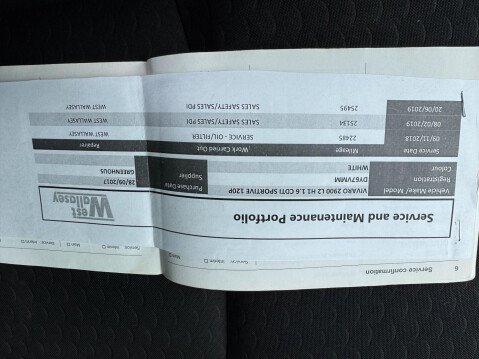 6
Service confirmation
Service and Maintenance Portfolio
West Wallasey
Vehicle Make/ Model VIVARO 2900 L2 H1 1.6 CDTI SPORTIVE 120P
Registration DY67VMM
Colour WHITE
Purchase Date 28/09/2017
Supplier GREENHOUS
Service Date Mileage Work Carried Out Repairer
09/11/2018 22485 SERVICE - OIL/FILTER WEST WALLASEY
08/02/2019 25134 SALES SAFETY/SALES PDI WEST WALLASEY
20/06/2019 25495 SALES SAFETY/SALES PDI WEST WALLASEY